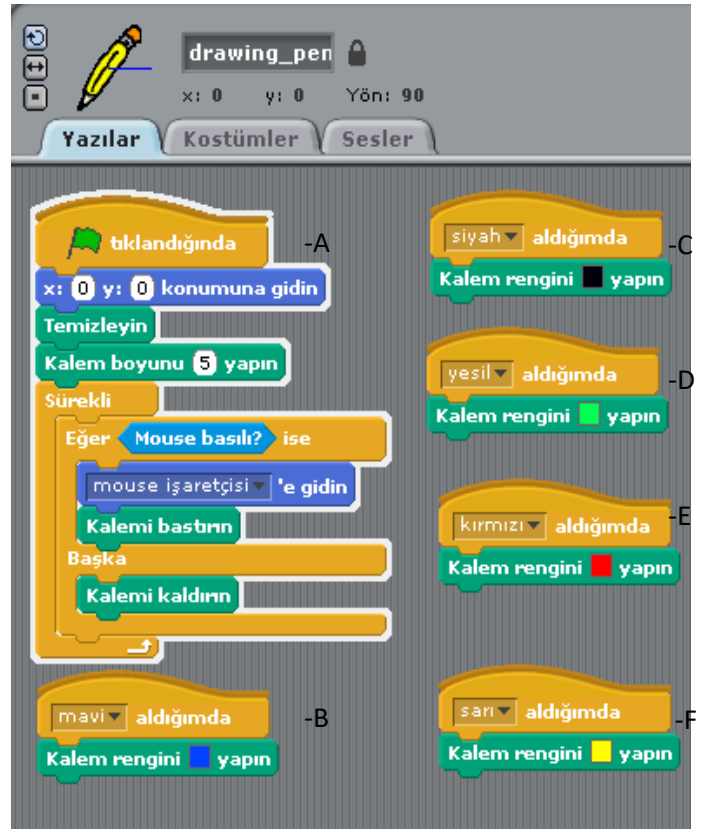 drawing_pen
x: 0 y: 0 Yön: 90
Yazılar Kostümler Sesler
tıklandığında -A
x: 0 y: 0 konumuna gidin
Temizleyin
Kalem boyunu 5 yapın
Sürekli
Eğer Mouse basılı? ise
mouse işaretçisi 'e gidin
Kalemi bastırın
Başka
Kalemi kaldırın
mavi aldığımda -B
Kalem rengini yapın
siyah aldığımda -C
Kalem rengini yapın
yesil aldığımda -D
Kalem rengini yapın
kırmızı aldığımda -E
Kalem rengini yapın
sarı aldığımda -F
Kalem rengini yapın